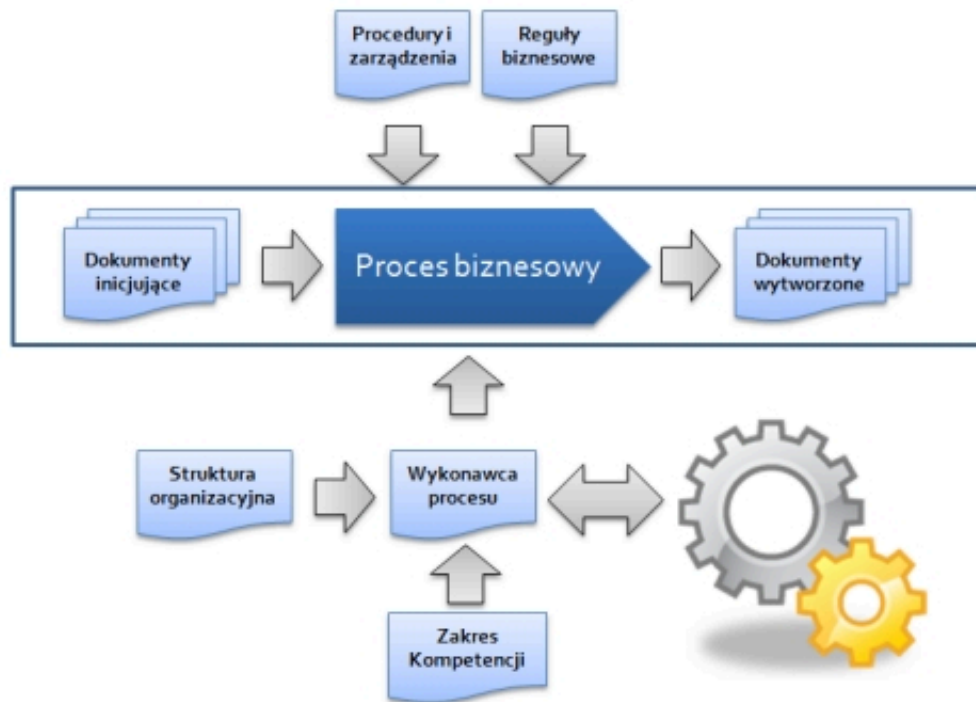 Procedury i
zarządzenia
Reguły
biznesowe
Dokumenty
inicjujące
Proces biznesowy
Dokumenty
wytworzone
Struktura
organizacyjna
Wykonawca
procesu
Zakres
Kompetencji